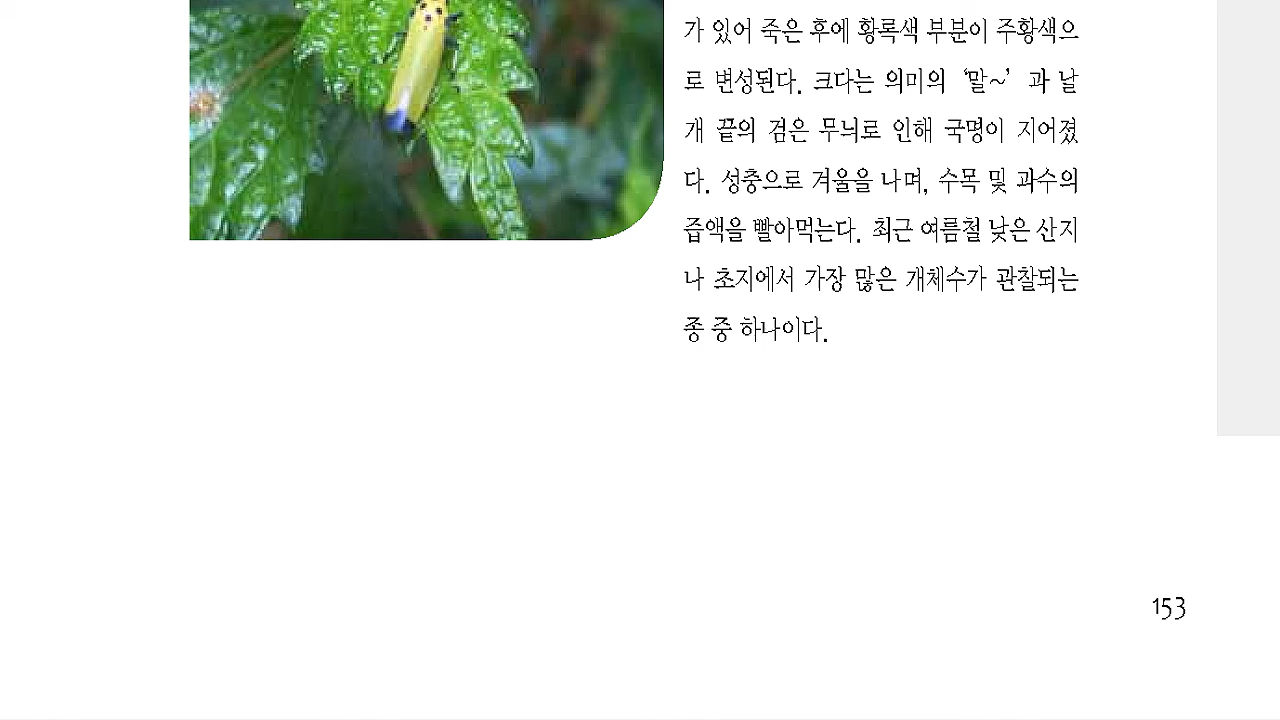 가 있어 죽은 후에 황록색 부분이 주황색으
로 변성된다. 크다는 의미의 ‘말~’ 과 날
개 끝의 검은 무늬로 인해 국명이 지어졌
다. 성충으로 겨울을 나며, 수목 및 과수의
즙액을 빨아먹는다. 최근 여름철 낮은 산지
나 초지에서 가장 많은 개체수가 관찰되는
종 중 하나이다.
153